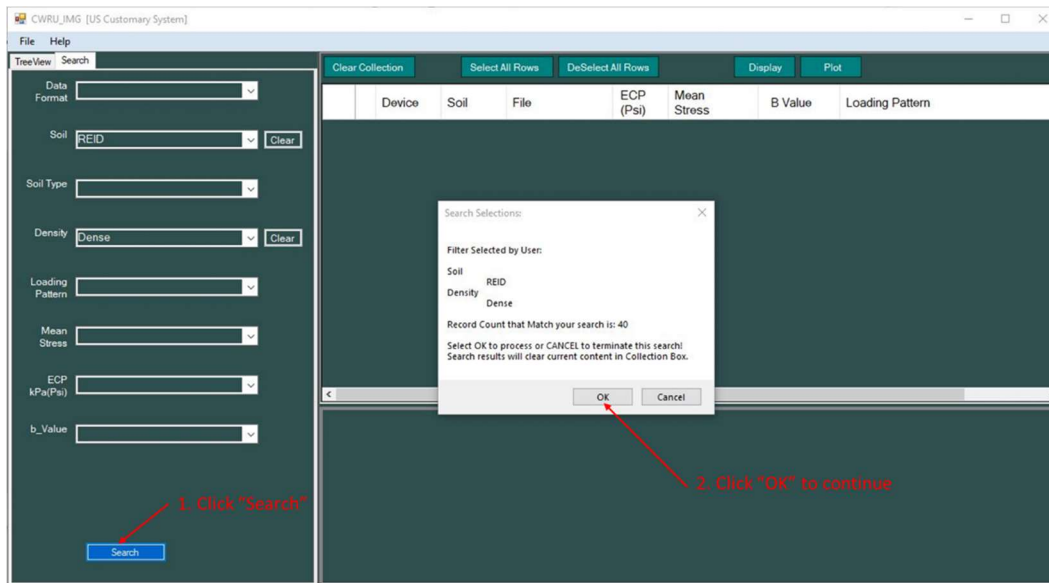 CWRU_IMG [US Customary System]
File Help
TreeView Search
Clear Collection Select All Rows DeSelect All Rows Display Plot
Data
Format
Device Soil File ECP
(Psi) Mean
Stress B Value Loading Pattern
Soil REID Clear
Soil Type
Density Dense Clear
Loading
Pattern
Mean
Stress
ECP
kPa(Psi)
b_Value
Search
Search Selections:
Filter Selected by User:
Soil
REID
Density
Dense
Record Count that Match your search is: 40
Select OK to process or CANCEL to terminate this search!
Search results will clear current content in Collection Box.
OK Cancel
1. Click "Search"
2. Click "OK" to continue